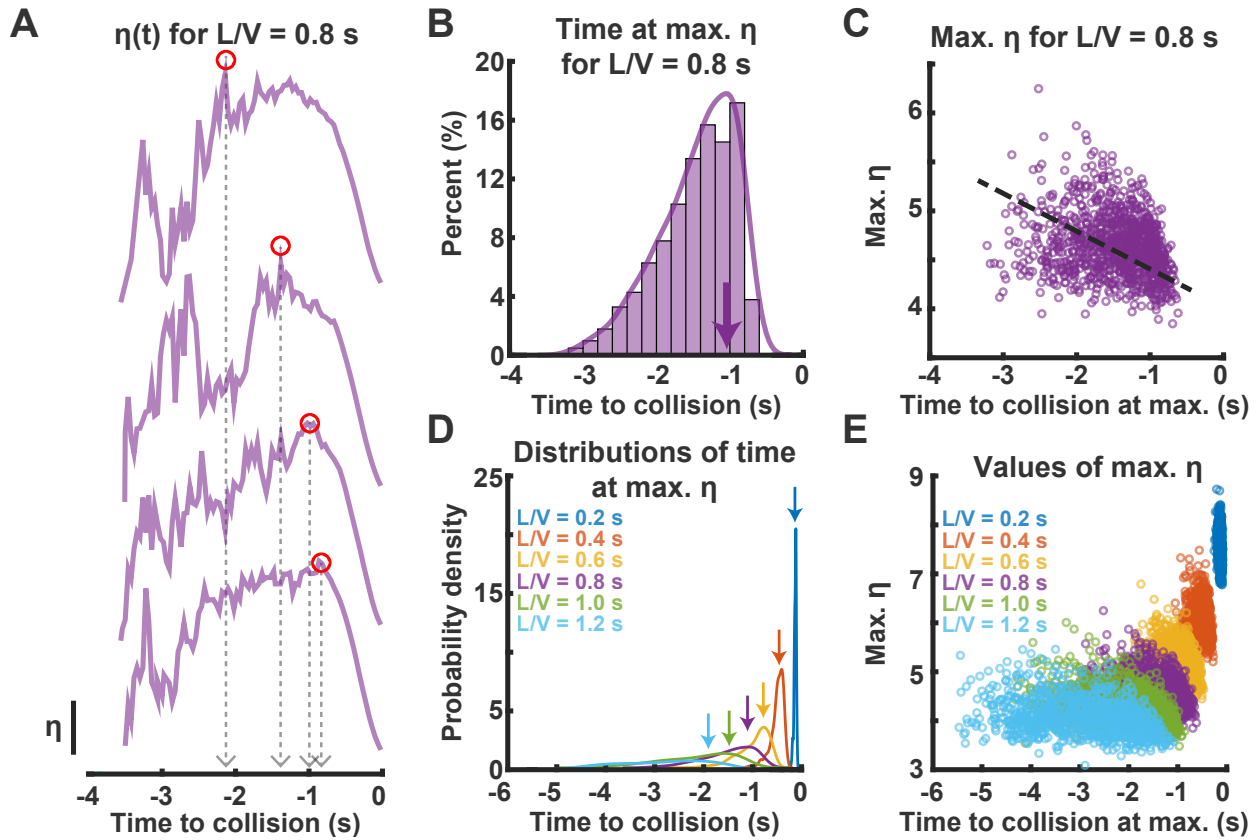 A
η(t) for L/V = 0.8 s
η
-4 -3 -2 -1 0
Time to collision (s)
B
Time at max. η
for L/V = 0.8 s
Percent (%)
20
16
12
8
4
0
-4 -3 -2 -1 0
Time to collision (s)
C
Max. η for L/V = 0.8 s
Max. η
6
5
4
-4 -3 -2 -1 0
Time to collision at max. (s)
D
Distributions of time
at max. η
Probability density
25
15
5
0
L/V = 0.2 s
L/V = 0.4 s
L/V = 0.6 s
L/V = 0.8 s
L/V = 1.0 s
L/V = 1.2 s
-6 -5 -4 -3 -2 -1 0
Time to collision (s)
E
Values of max. η
Max. η
9
7
5
3
L/V = 0.2 s
L/V = 0.4 s
L/V = 0.6 s
L/V = 0.8 s
L/V = 1.0 s
L/V = 1.2 s
-6 -5 -4 -3 -2 -1 0
Time to collision at max. (s)